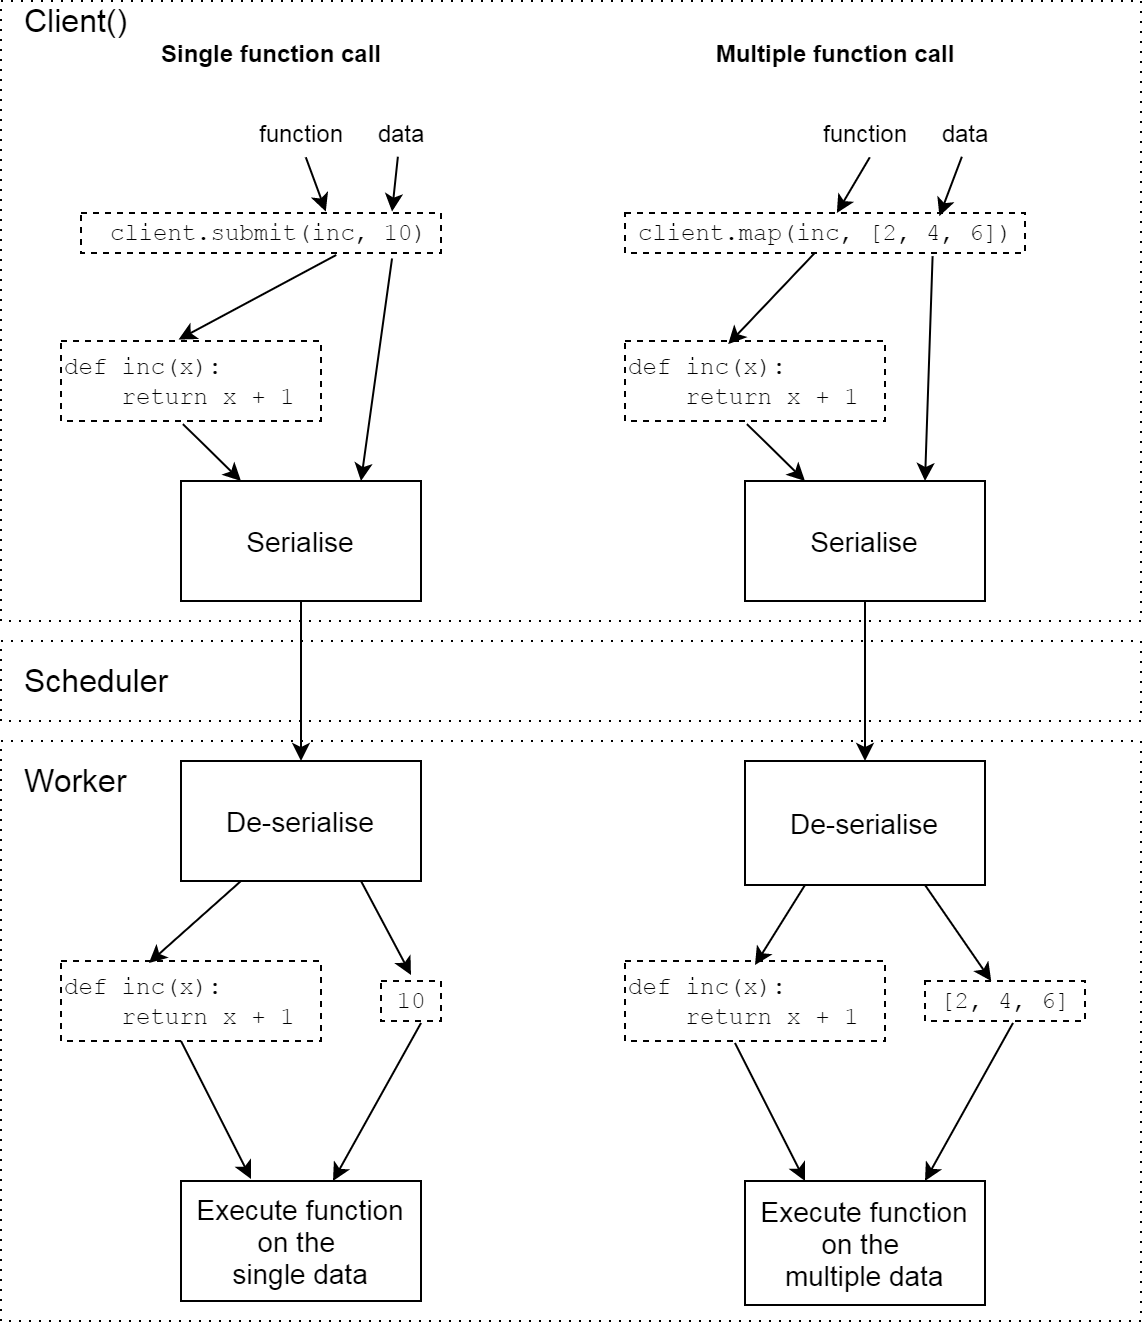 Client()
Single function call
Multiple function call
function data
function data
client.submit(inc, 10)
client.map(inc, [2, 4, 6])
def inc(x):
    return x + 1
def inc(x):
    return x + 1
Serialise
Serialise
Scheduler
Worker
De-serialise
De-serialise
def inc(x):
    return x + 1
10
def inc(x):
    return x + 1
[2, 4, 6]
Execute function
on the
single data
Execute function
on the
multiple data